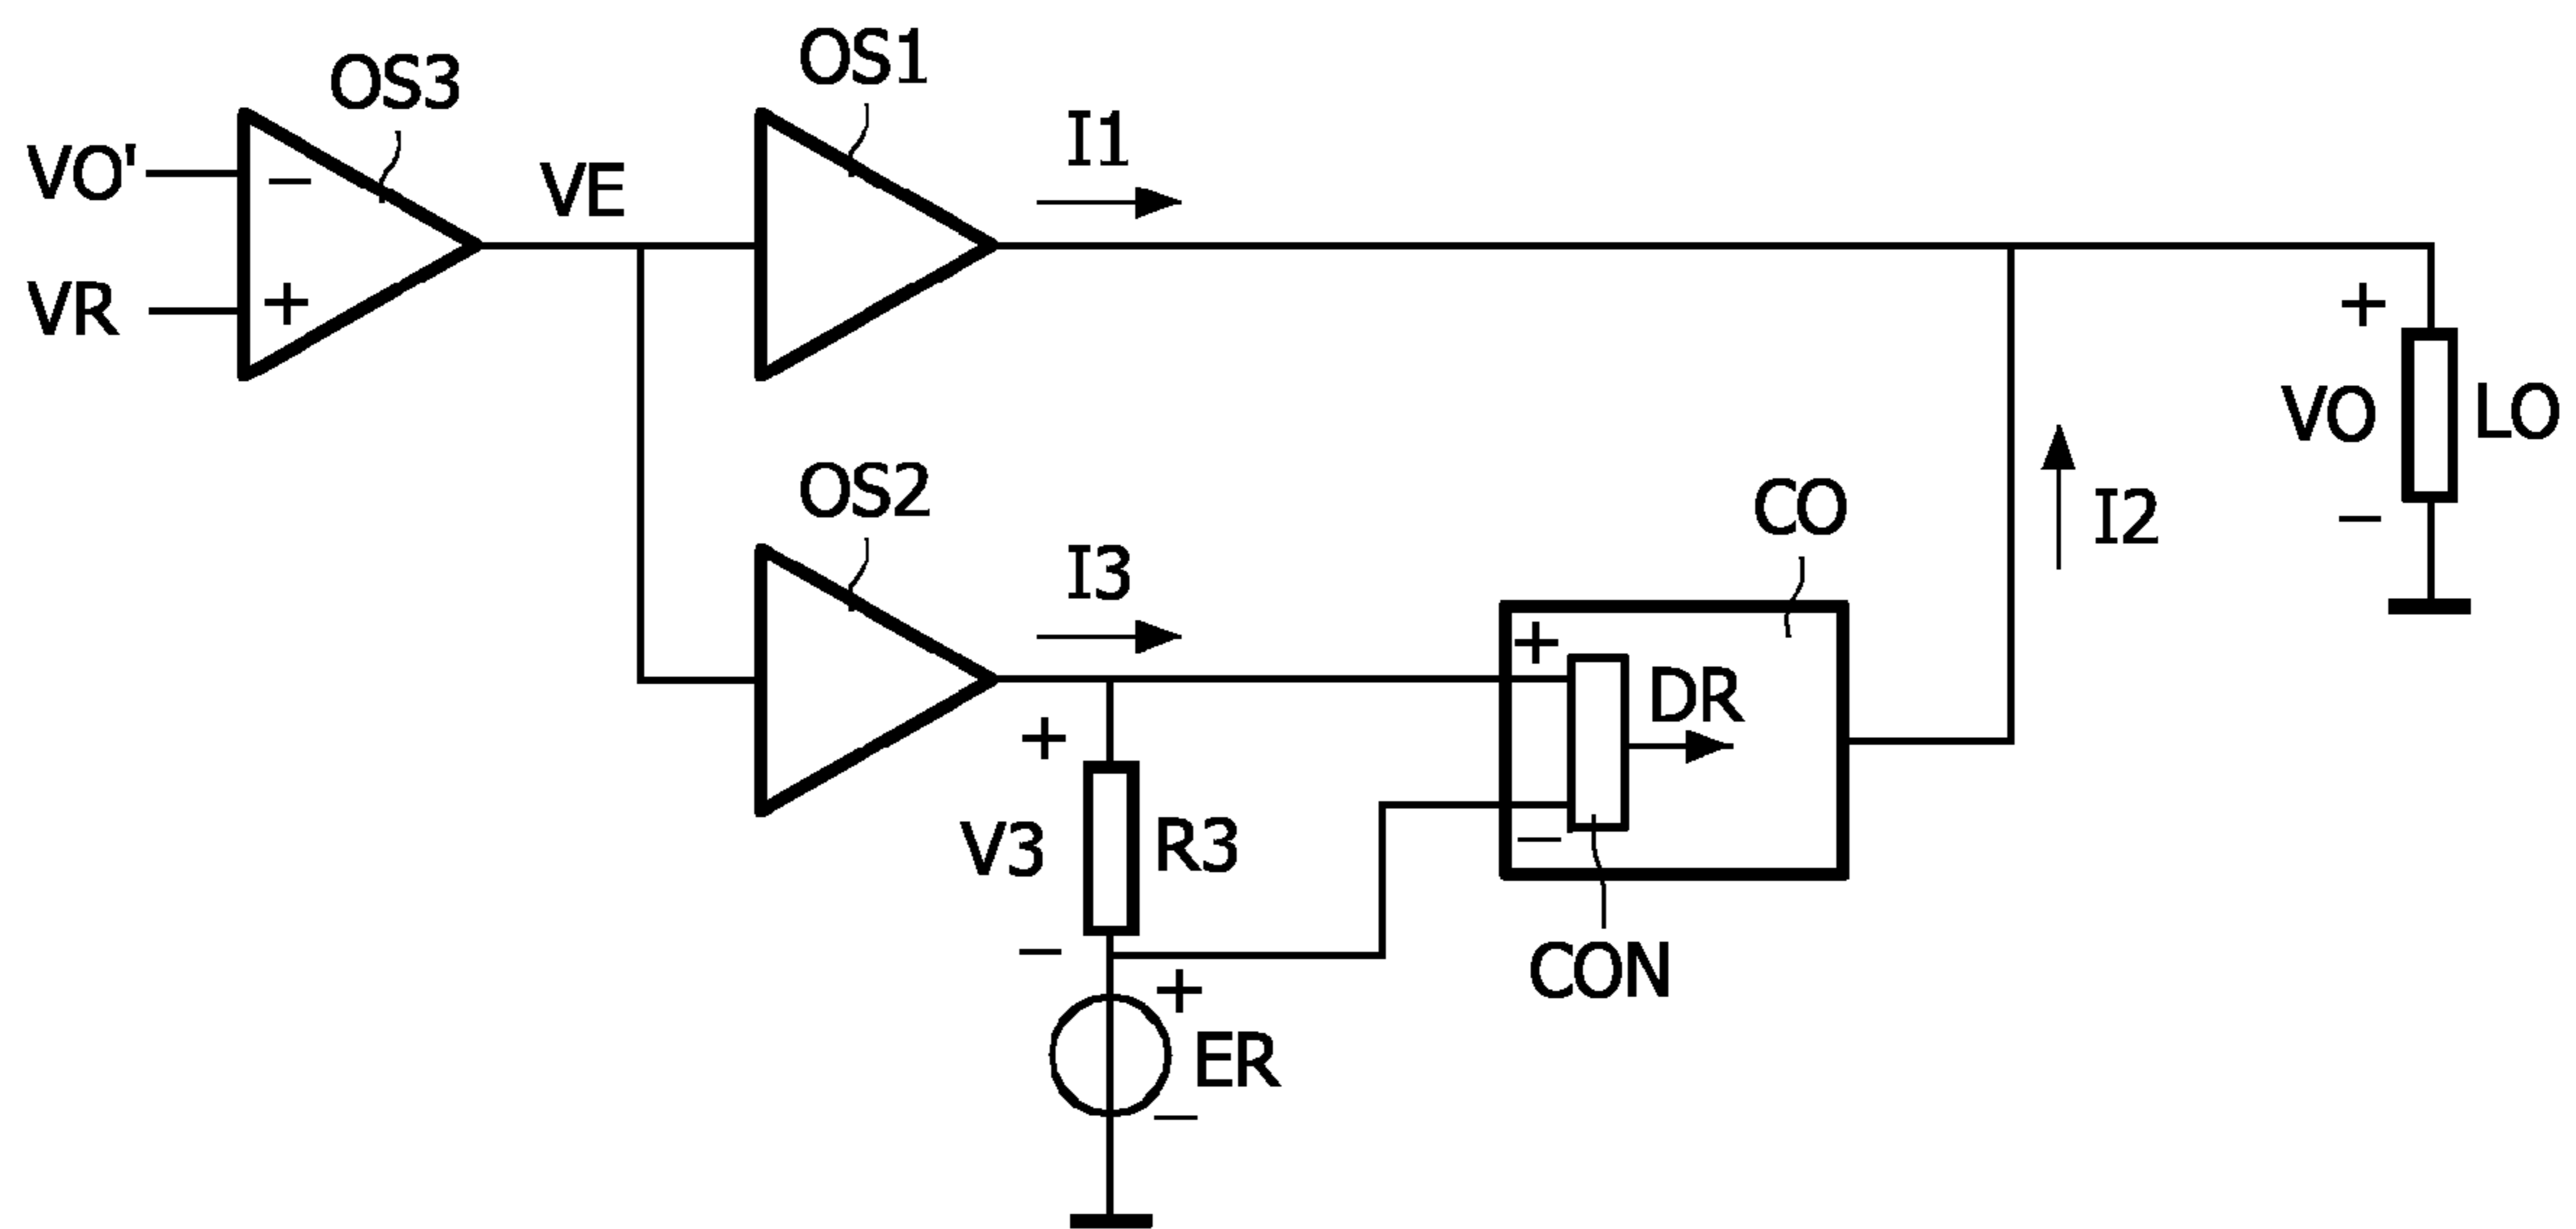 OS3
OS1
VO'
−
VE
I1
VR
+
+
VO
LO
−
OS2
I3
CO
I2
+
DR
+
V3
R3
−
−
CON
+
ER
−